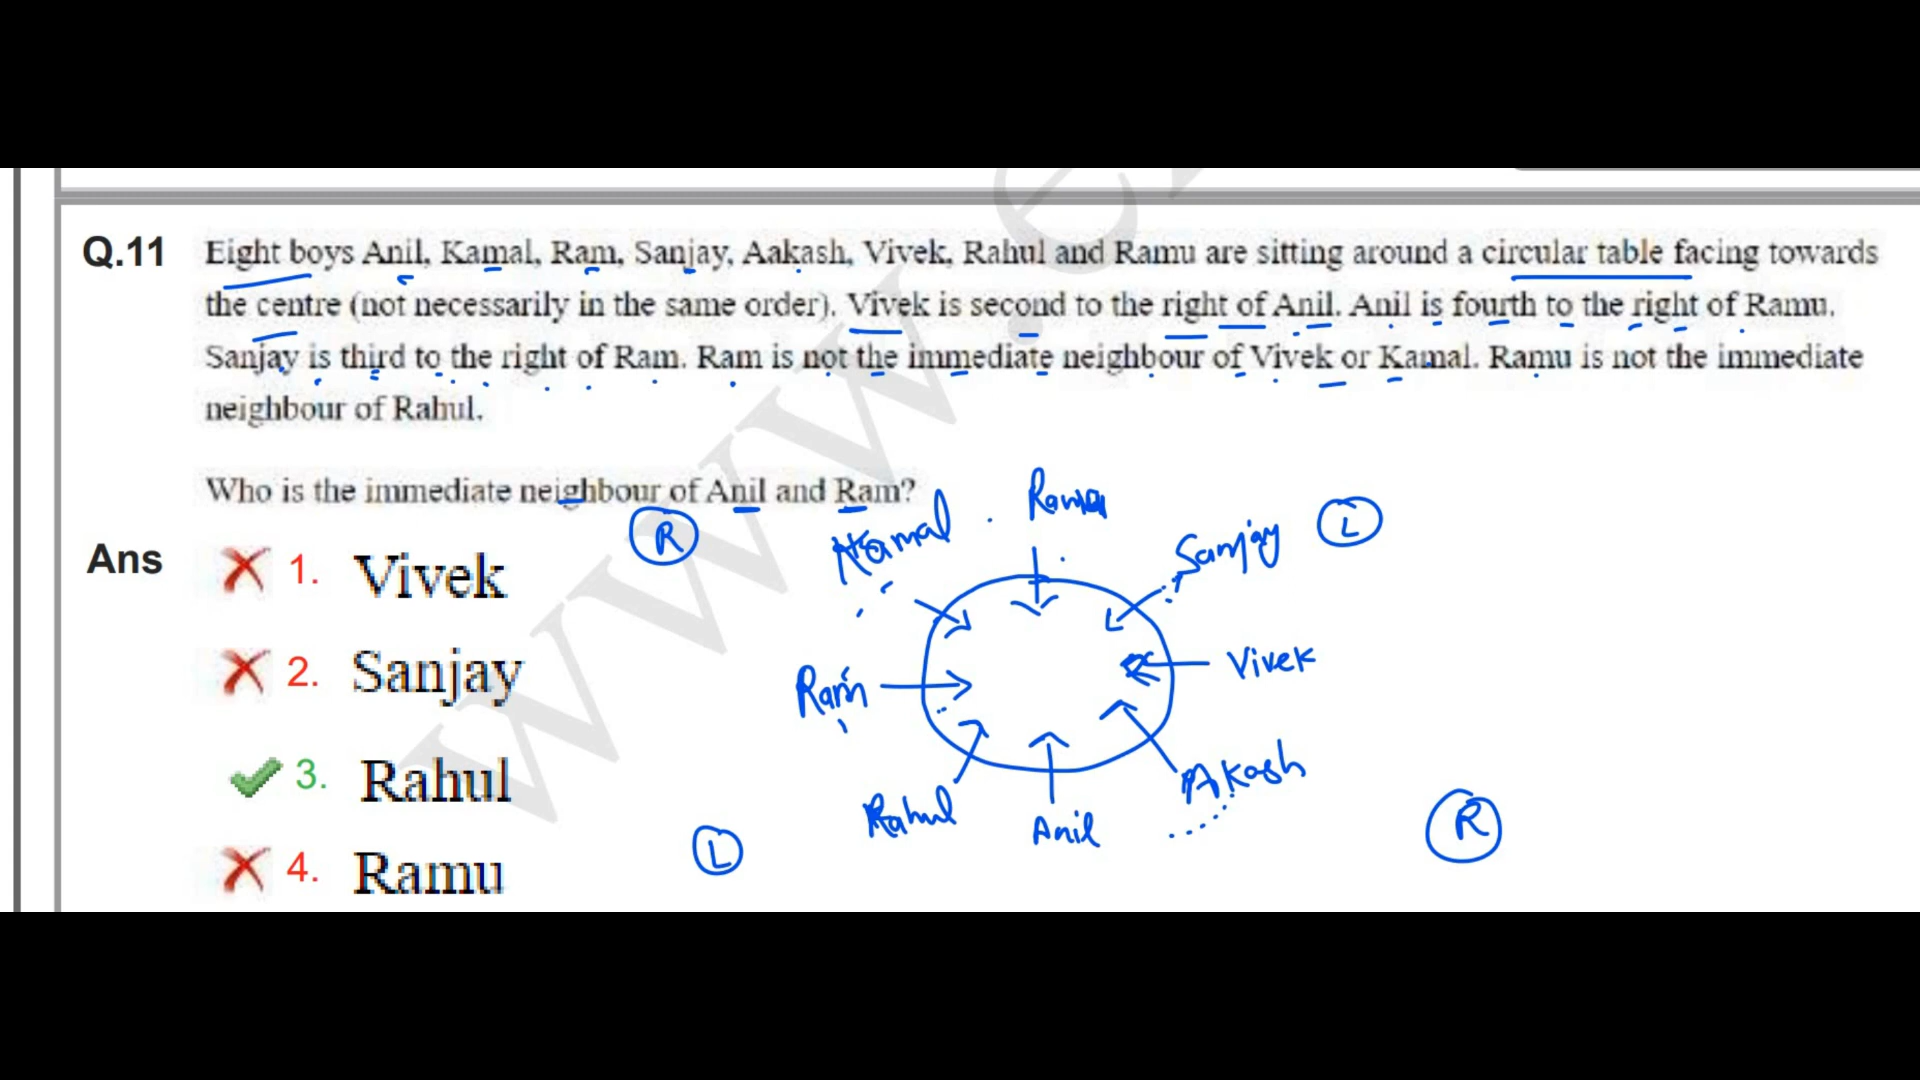 Q.11 Eight boys Anil, Kamal, Ram, Sanjay, Aakash, Vivek, Rahul and Ramu are sitting around a circular table facing towards
the centre (not necessarily in the same order). Vivek is second to the right of Anil. Anil is fourth to the right of Ramu.
Sanjay is third to the right of Ram. Ram is not the immediate neighbour of Vivek or Kamal. Ramu is not the immediate
neighbour of Rahul.
Who is the immediate neighbour of Anil and Ram?
Ans 1. Vivek
2. Sanjay
3. Rahul
4. Ramu
R
Kamal
Ramu
Sanjay
L
Ram
Vivek
Rahul
Anil
Akash
L
R
www.e